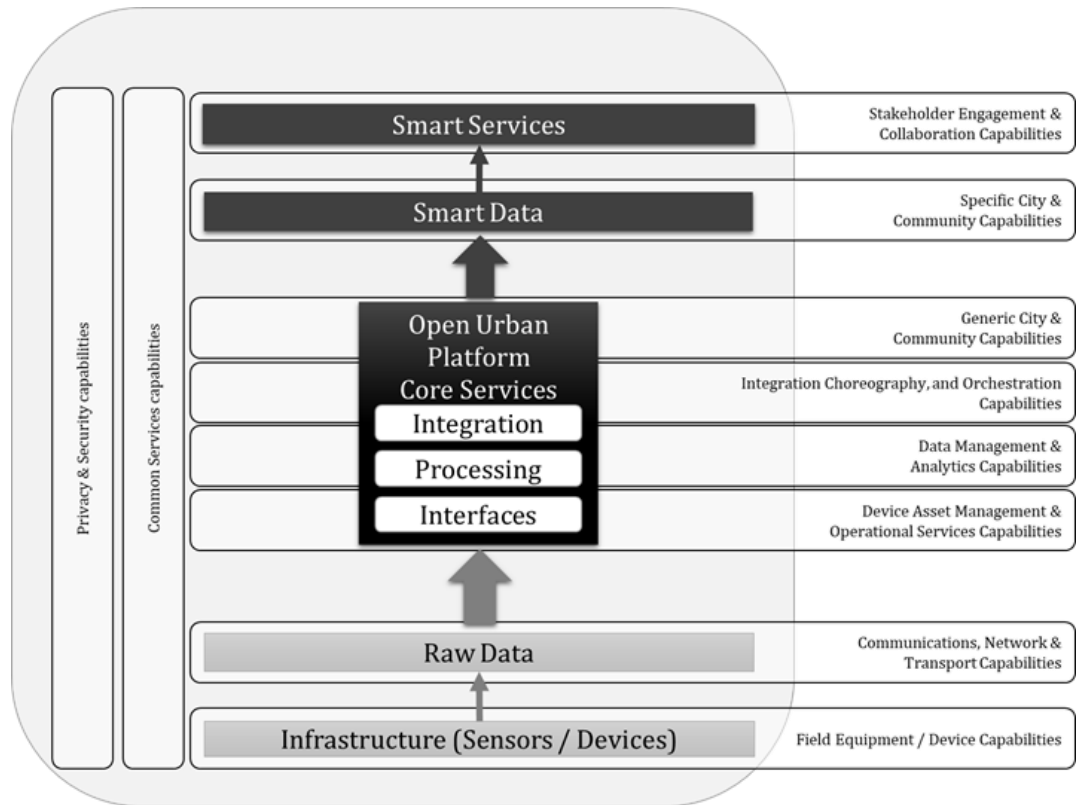 Privacy & Security capabilities
Common Services capabilities
Smart Services
Stakeholder Engagement &
Collaboration Capabilities
Smart Data
Specific City &
Community Capabilities
Open Urban
Platform
Core Services
Integration
Processing
Interfaces
Generic City &
Community Capabilities
Integration Choreography, and Orchestration
Capabilities
Data Management &
Analytics Capabilities
Device Asset Management &
Operational Services Capabilities
Raw Data
Communications, Network &
Transport Capabilities
Infrastructure (Sensors / Devices)
Field Equipment / Device Capabilities